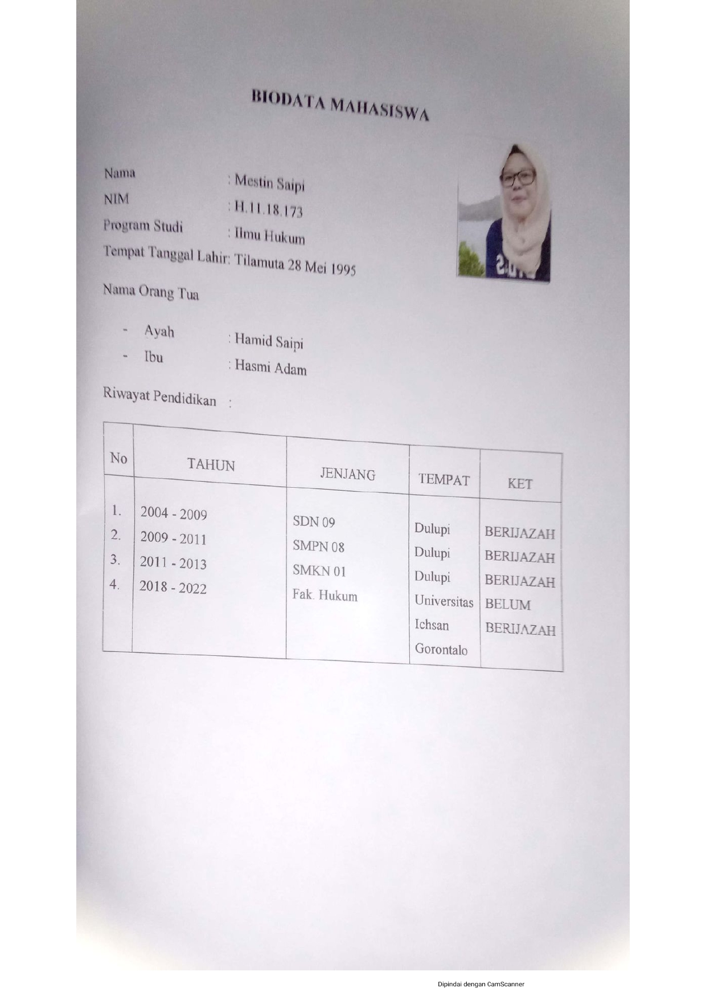 BIODATA MAHASISWA
Nama : Mestin Saipi
NIM : H.11.18.173
Program Studi : Ilmu Hukum
Tempat Tanggal Lahir: Tilamuta 28 Mei 1995
Nama Orang Tua
- Ayah : Hamid Saipi
- Ibu : Hasmi Adam
Riwayat Pendidikan :
No TAHUN JENJANG TEMPAT KET
1. 2004 - 2009 SDN 09 Dulupi BERIJAZAH
2. 2009 - 2011 SMPN 08 Dulupi BERIJAZAH
3. 2011 - 2013 SMKN 01 Dulupi BERIJAZAH
4. 2018 - 2022 Fak. Hukum Universitas BELUM
Ichsan BERIJAZAH
Gorontalo
Dipindai dengan CamScanner